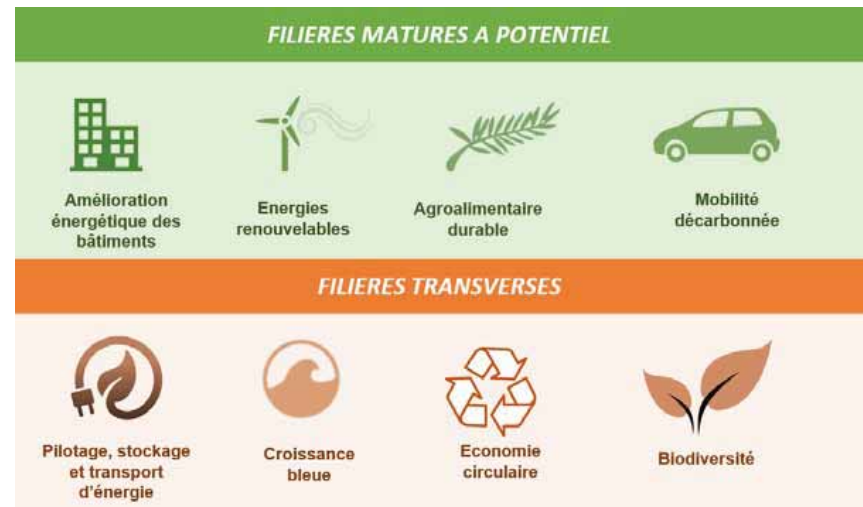 FILIERES MATURES A POTENTIEL
Amélioration
énergétique des
bâtiments
Energies
renouvelables
Agroalimentaire
durable
Mobilité
décarbonnée
FILIERES TRANSVERSES
Pilotage, stockage
et transport
d'énergie
Croissance
bleue
Economie
circulaire
Biodiversité